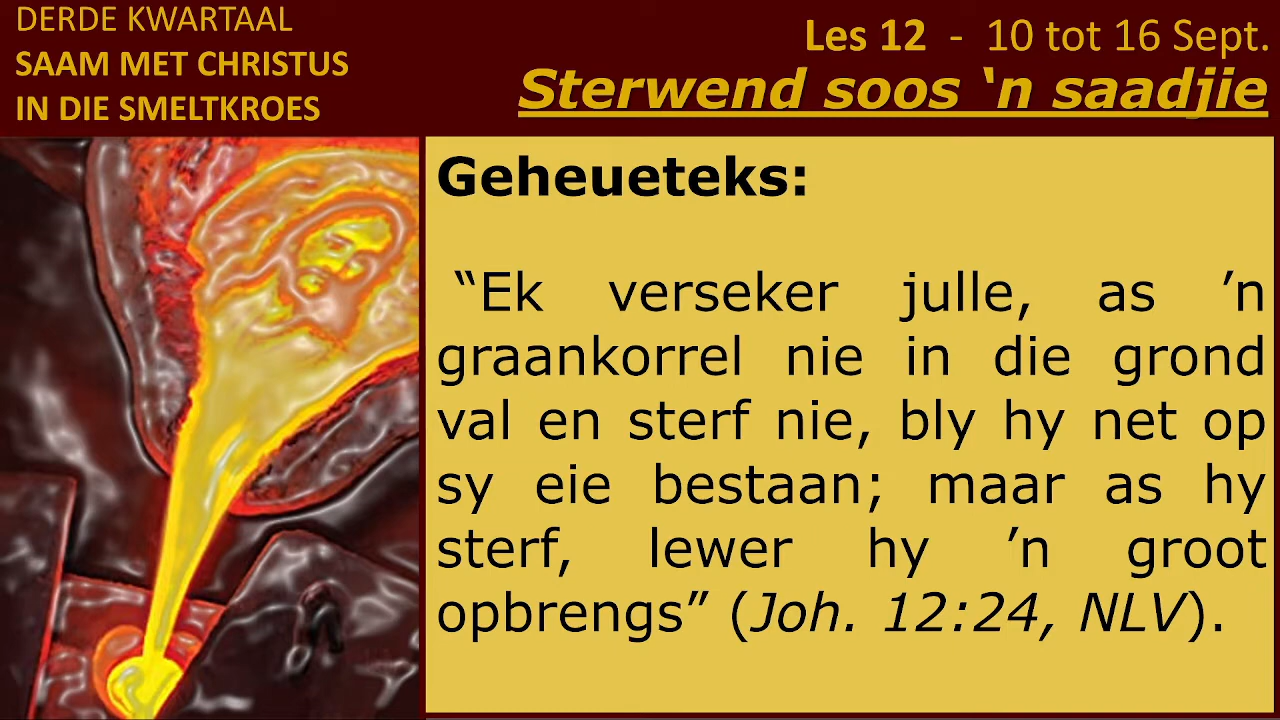 DERDE KWARTAAL
SAAM MET CHRISTUS
IN DIE SMELTKROES
Les 12 - 10 tot 16 Sept.
Sterwend soos ‘n saadjie
Geheueteks:
“Ek verseker julle, as ’n
graankorrel nie in die grond
val en sterf nie, bly hy net op
sy eie bestaan; maar as hy
sterf, lewer hy ’n groot
opbrengs” (Joh. 12:24, NLV).